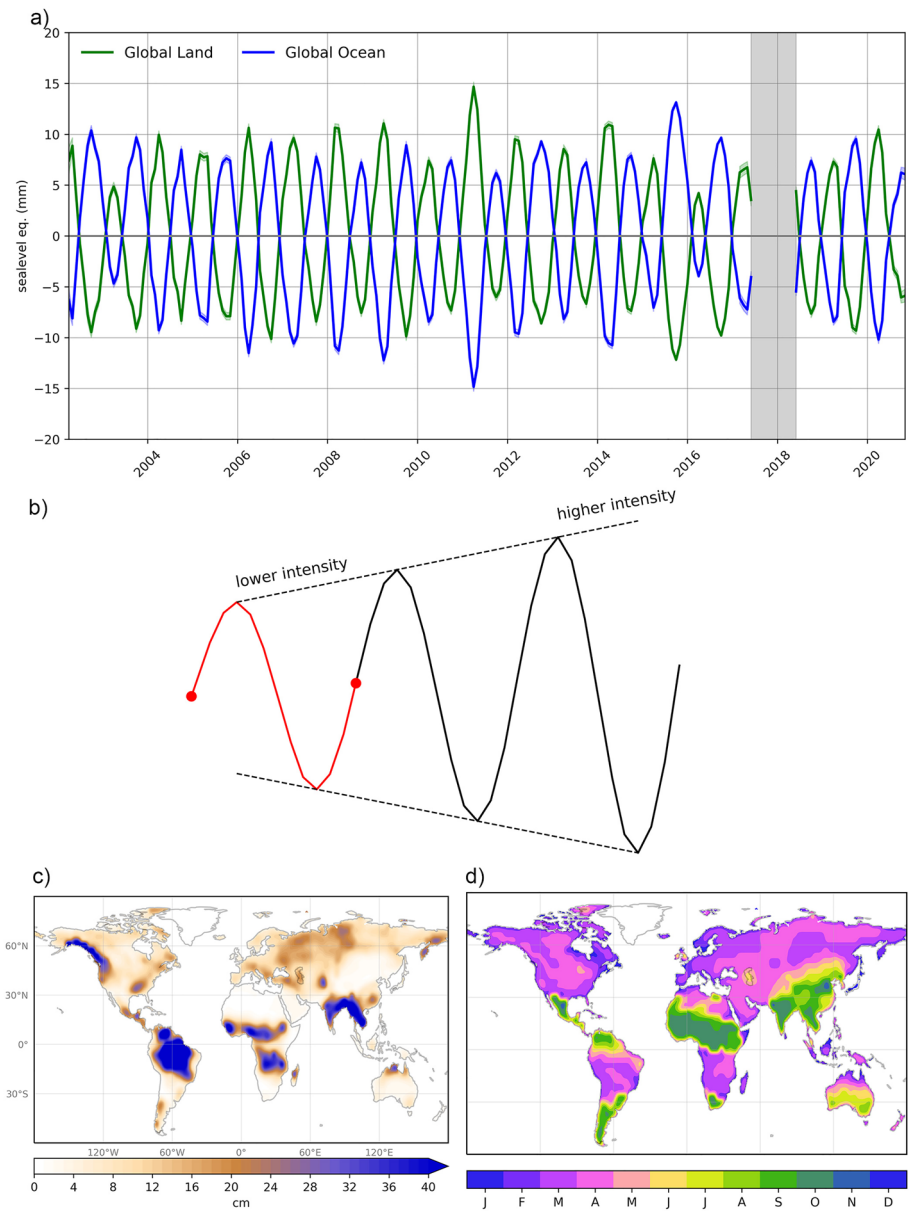 a)
20
Global Land
Global Ocean
15
10
5
0
−5
−10
−15
−20
sealevel eq. (mm)
2004
2006
2008
2010
2012
2014
2016
2018
2020
b)
lower intensity
higher intensity
c)
60°N
30°N
0°
30°S
120°W
60°W
0°
60°E
120°E
0
4
8
12
16
20
24
28
32
36
40
cm
d)
J
F
M
A
M
J
J
A
S
O
N
D